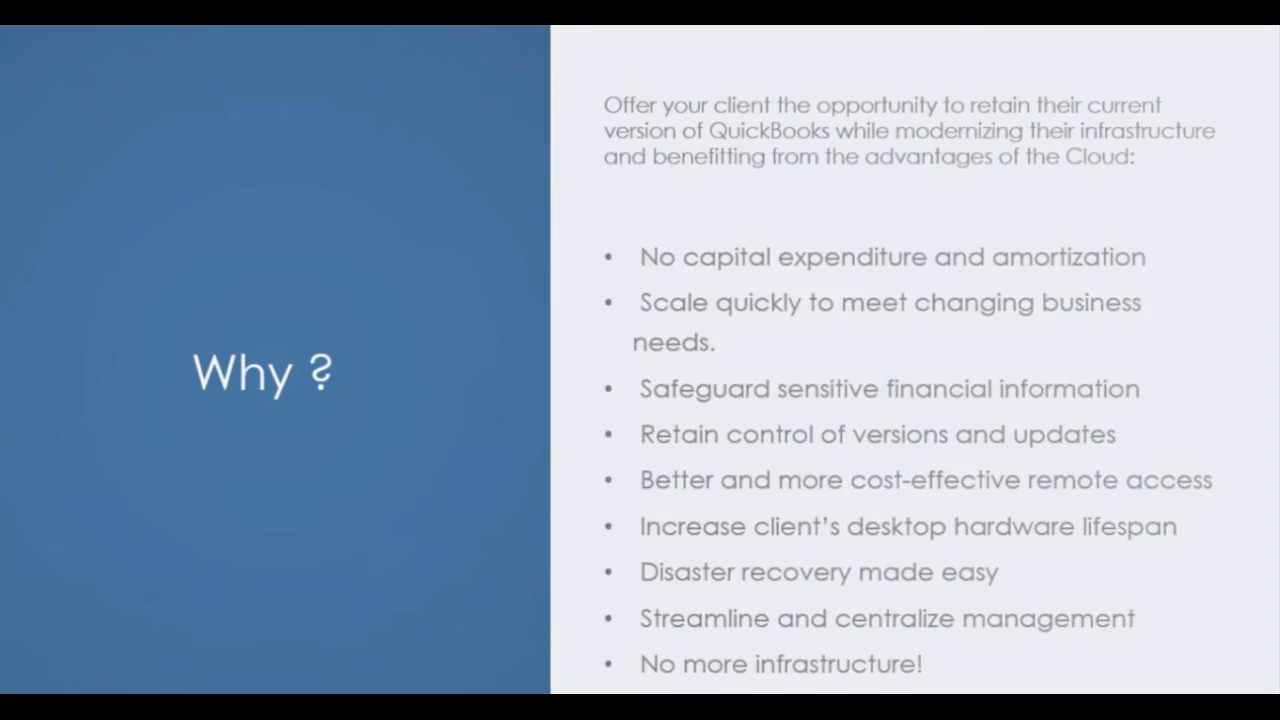 Why ?
Offer your client the opportunity to retain their current
version of QuickBooks while modernizing their infrastructure
and benefitting from the advantages of the Cloud:
• No capital expenditure and amortization
• Scale quickly to meet changing business
needs.
• Safeguard sensitive financial information
• Retain control of versions and updates
• Better and more cost-effective remote access
• Increase client’s desktop hardware lifespan
• Disaster recovery made easy
• Streamline and centralize management
• No more infrastructure!